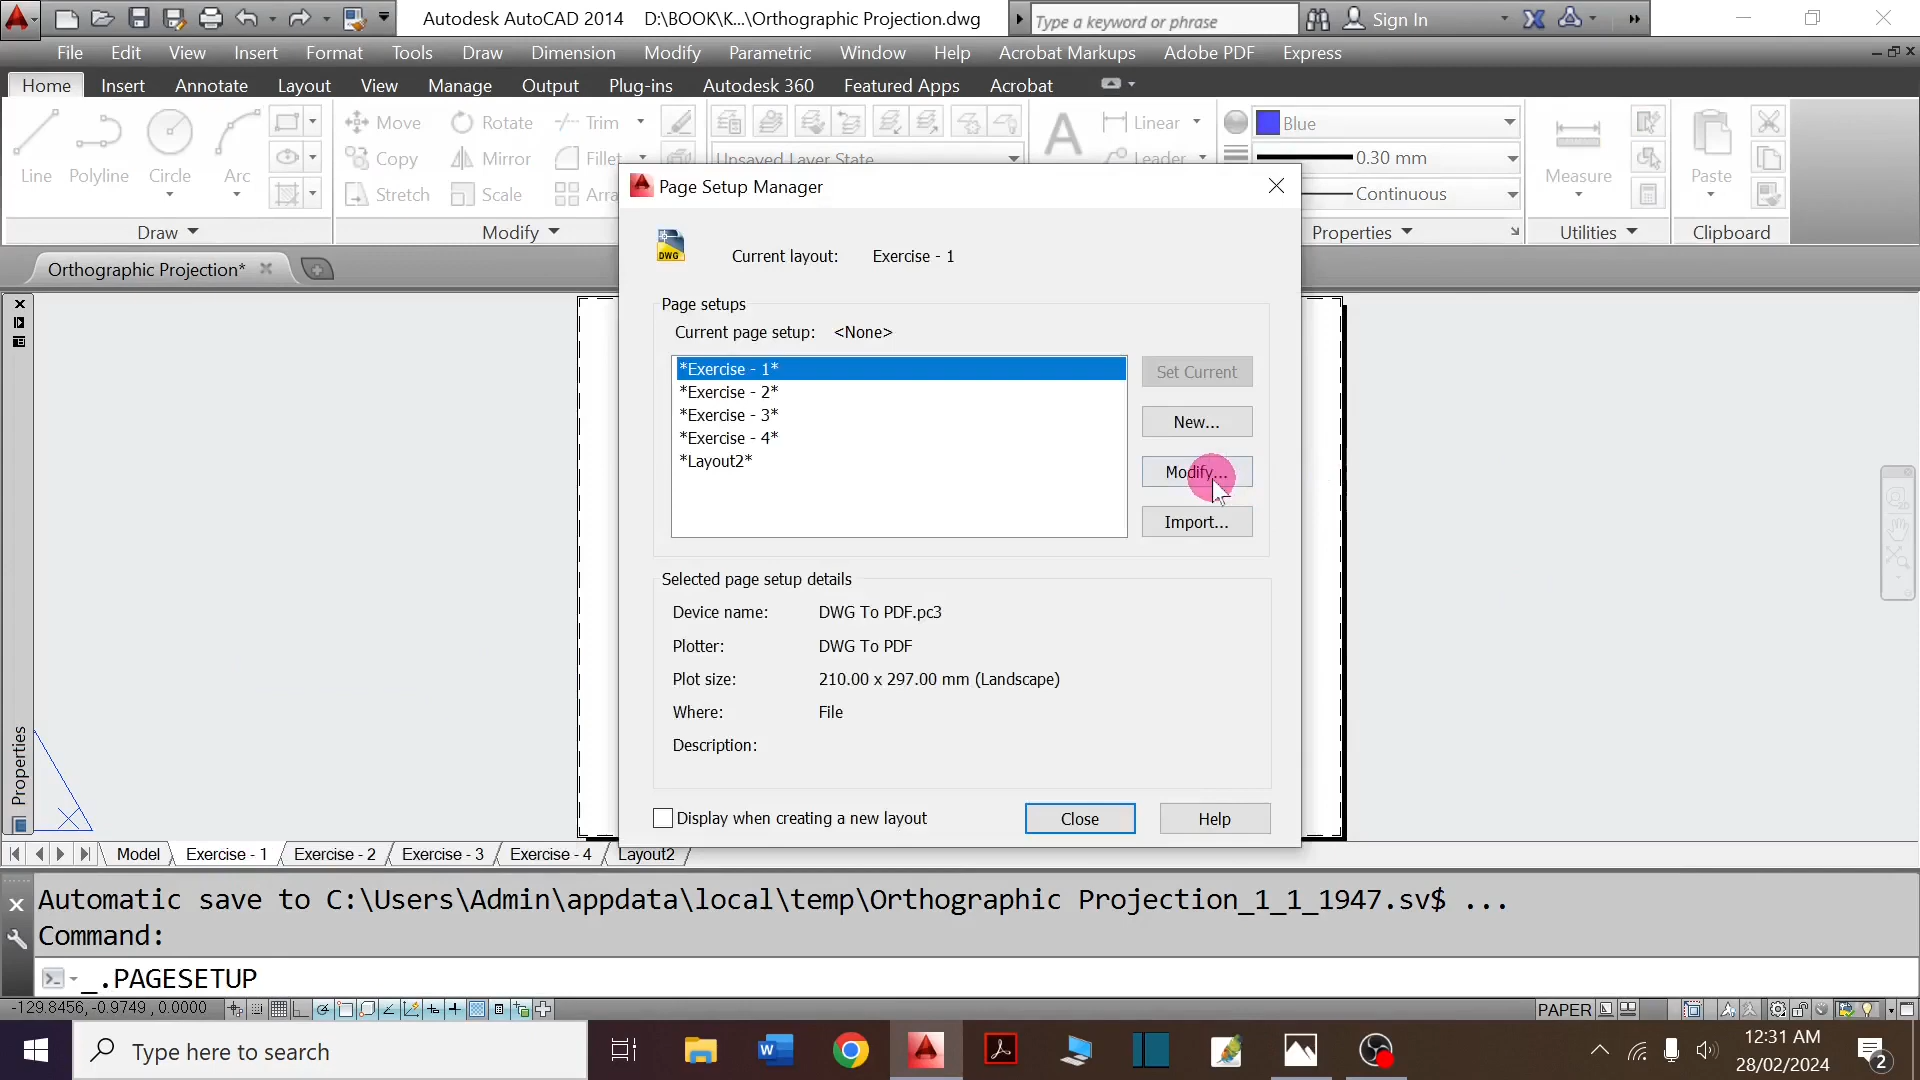 Autodesk AutoCAD 2014 D:\BOOK\K...\Orthographic Projection.dwg
Type a keyword or phrase
Sign In
File Edit View Insert Format Tools Draw Dimension Modify Parametric Window Help Acrobat Markups Adobe PDF Express
Home Insert Annotate Layout View Manage Output Plug-ins Autodesk 360 Featured Apps Acrobat
Move Rotate Trim Linear Blue
Copy Mirror Fillet Unsaved Layer State Leader 0.30 mm
Line Polyline Circle Arc Measure Paste
Stretch Scale Arra Continuous
Draw Modify Properties Utilities Clipboard
Orthographic Projection*
Page Setup Manager
DWG
Current layout: Exercise - 1
Page setups
Current page setup: <None>
*Exercise - 1*
*Exercise - 2*
*Exercise - 3*
*Exercise - 4*
*Layout2*
Set Current
New...
Modify...
Import...
Selected page setup details
Device name: DWG To PDF.pc3
Plotter: DWG To PDF
Plot size: 210.00 x 297.00 mm (Landscape)
Where: File
Description:
Display when creating a new layout
Close
Help
Properties
Model Exercise - 1 Exercise - 2 Exercise - 3 Exercise - 4 Layout2
Automatic save to C:\Users\Admin\appdata\local\temp\Orthographic Projection_1_1_1947.sv$ ...
Command:
_.PAGESETUP
-129.8456, -0.9749 , 0.0000
PAPER
Type here to search
12:31 AM
28/02/2024
2